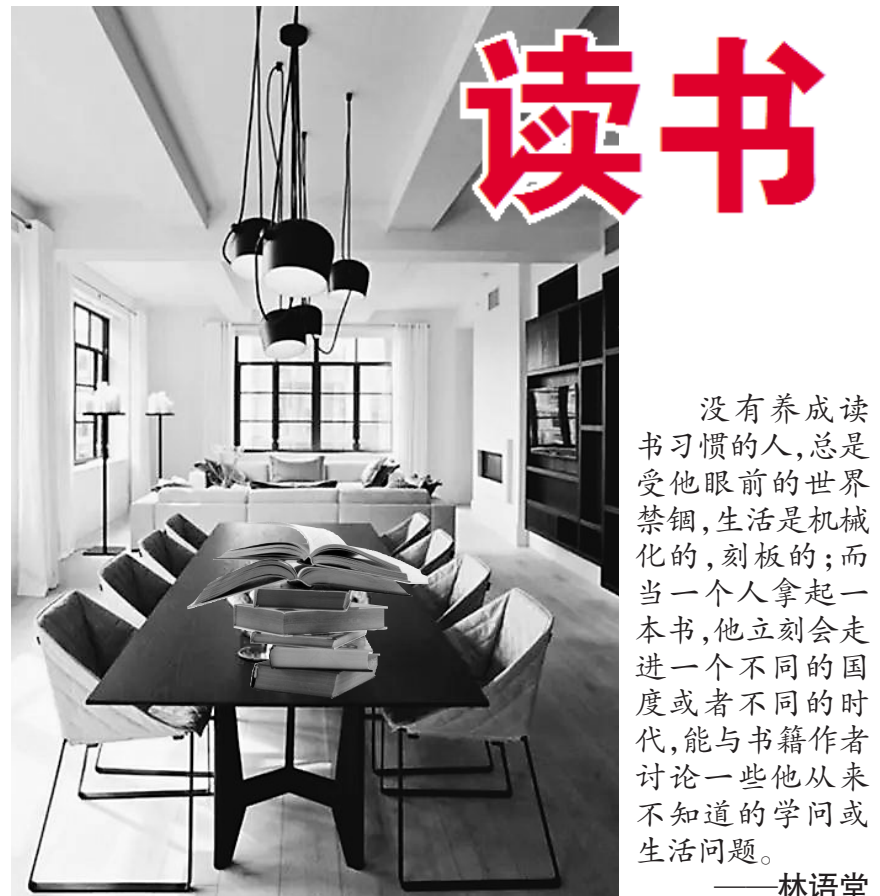 读书
没有养成读
书习惯的人,总是
受他眼前的世界
禁锢,生活是机械
化的,刻板的;而
当一个人拿起一
本书,他立刻会走
进一个不同的国
度或者不同的时
代,能与书籍作者
讨论一些他从来
不知道的学问或
生活问题。
——林语堂